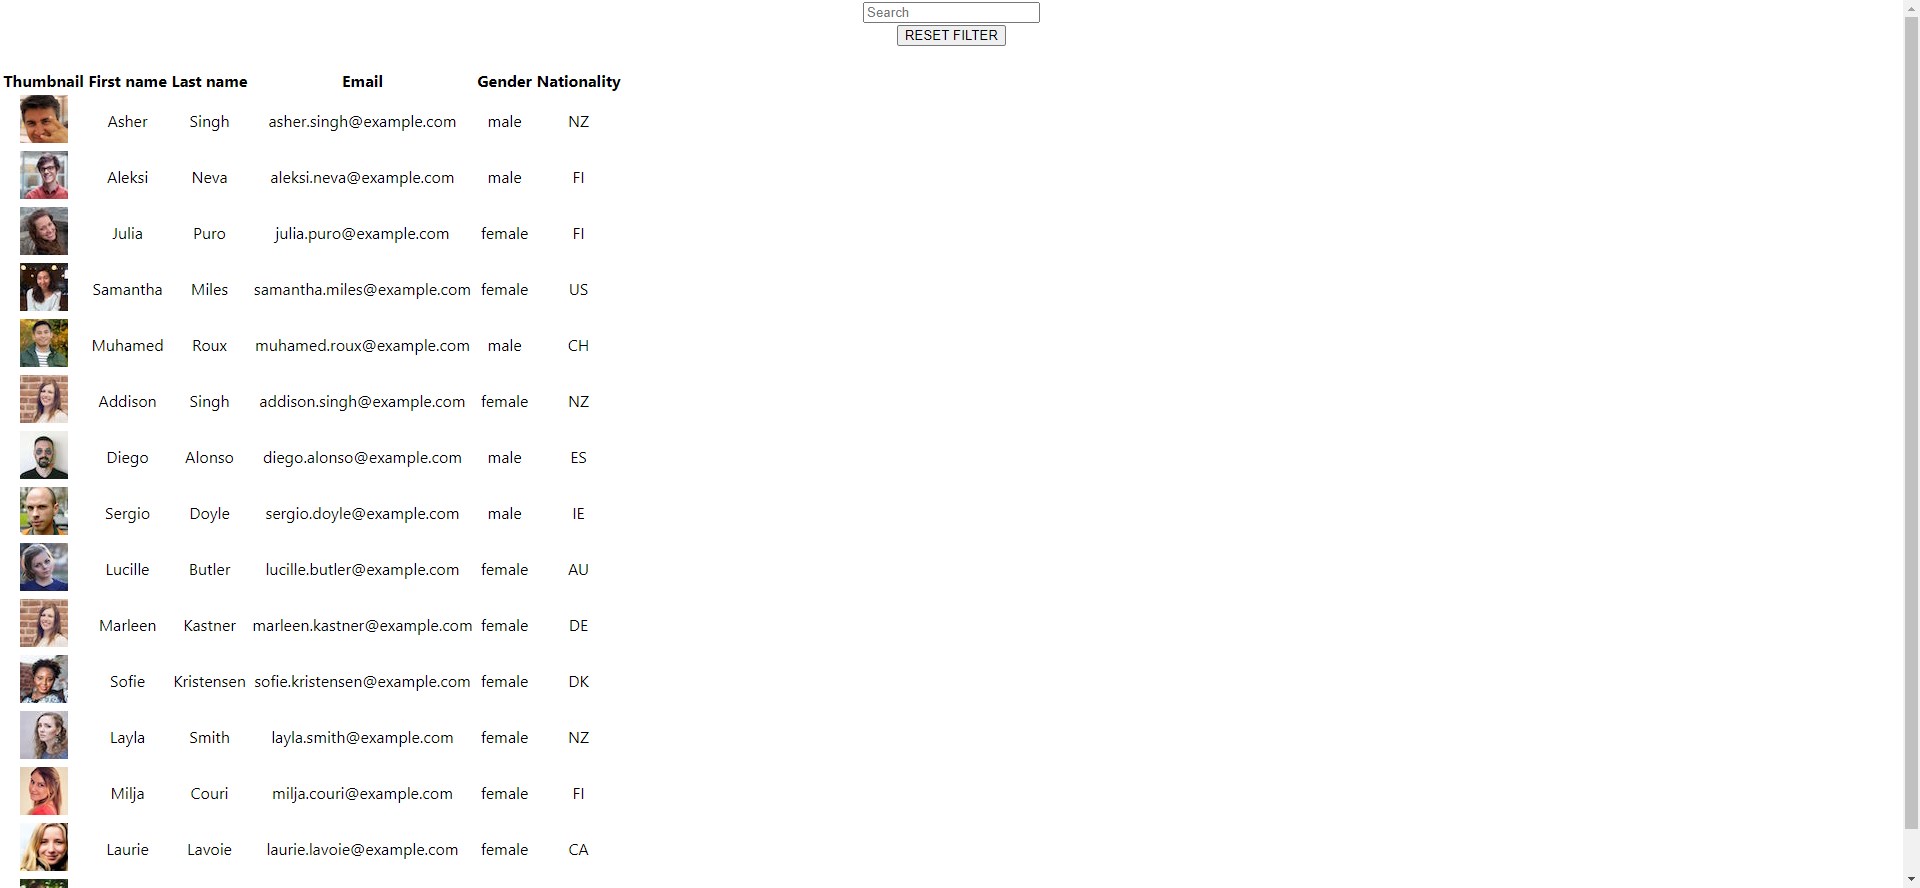 Search
RESET FILTER
Thumbnail First name Last name Email Gender Nationality
Asher Singh asher.singh@example.com male NZ
Aleksi Neva aleksi.neva@example.com male FI
Julia Puro julia.puro@example.com female FI
Samantha Miles samantha.miles@example.com female US
Muhamed Roux muhamed.roux@example.com male CH
Addison Singh addison.singh@example.com female NZ
Diego Alonso diego.alonso@example.com male ES
Sergio Doyle sergio.doyle@example.com male IE
Lucille Butler lucille.butler@example.com female AU
Marleen Kastner marleen.kastner@example.com female DE
Sofie Kristensen sofie.kristensen@example.com female DK
Layla Smith layla.smith@example.com female NZ
Milja Couri milja.couri@example.com female FI
Laurie Lavoie laurie.lavoie@example.com female CA